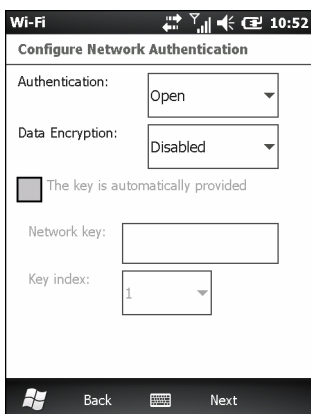 Wi-Fi 10:52
Configure Network Authentication
Authentication:
Open
Data Encryption:
Disabled
The key is automatically provided
Network key:
Key index:
1
Back Next